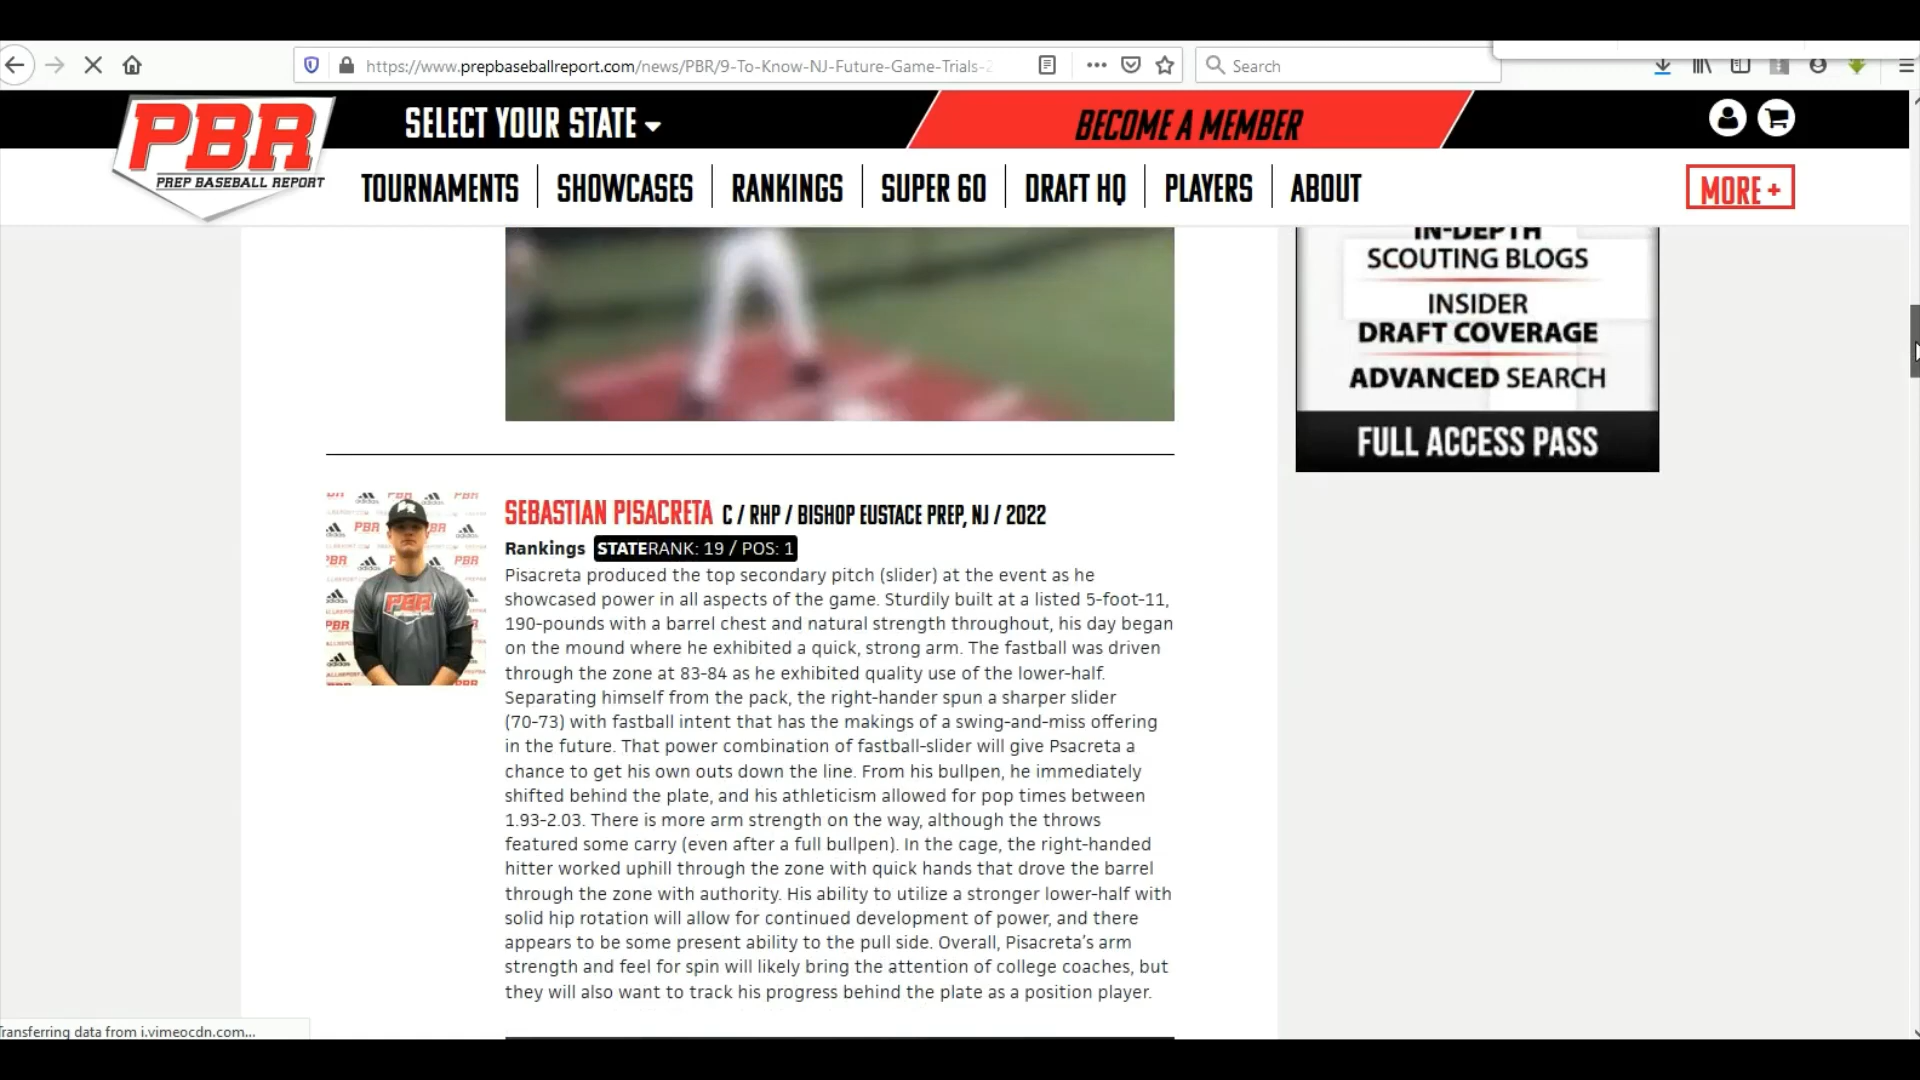 https://www.prepbaseballreport.com/news/PBR/9-To-Know-NJ-Future-Game-Trials-2
Search
PBR
PREP BASEBALL REPORT
SELECT YOUR STATE
BECOME A MEMBER
TOURNAMENTS
SHOWCASES
RANKINGS
SUPER 60
DRAFT HQ
PLAYERS
ABOUT
MORE +
IN-DEPTH
SCOUTING BLOGS
INSIDER
DRAFT COVERAGE
ADVANCED SEARCH
FULL ACCESS PASS
SEBASTIAN PISACRETA C / RHP / BISHOP EUSTACE PREP, NJ / 2022
Rankings STATERANK: 19 / POS: 1
Pisacreta produced the top secondary pitch (slider) at the event as he
showcased power in all aspects of the game. Sturdily built at a listed 5-foot-11,
190-pounds with a barrel chest and natural strength throughout, his day began
on the mound where he exhibited a quick, strong arm. The fastball was driven
through the zone at 83-84 as he exhibited quality use of the lower-half.
Separating himself from the pack, the right-hander spun a sharper slider
(70-73) with fastball intent that has the makings of a swing-and-miss offering
in the future. That power combination of fastball-slider will give Psacreta a
chance to get his own outs down the line. From his bullpen, he immediately
shifted behind the plate, and his athleticism allowed for pop times between
1.93-2.03. There is more arm strength on the way, although the throws
featured some carry (even after a full bullpen). In the cage, the right-handed
hitter worked uphill through the zone with quick hands that drove the barrel
through the zone with authority. His ability to utilize a stronger lower-half with
solid hip rotation will allow for continued development of power, and there
appears to be some present ability to the pull side. Overall, Pisacreta’s arm
strength and feel for spin will likely bring the attention of college coaches, but
they will also want to track his progress behind the plate as a position player.
Transferring data from i.vimeocdn.com...